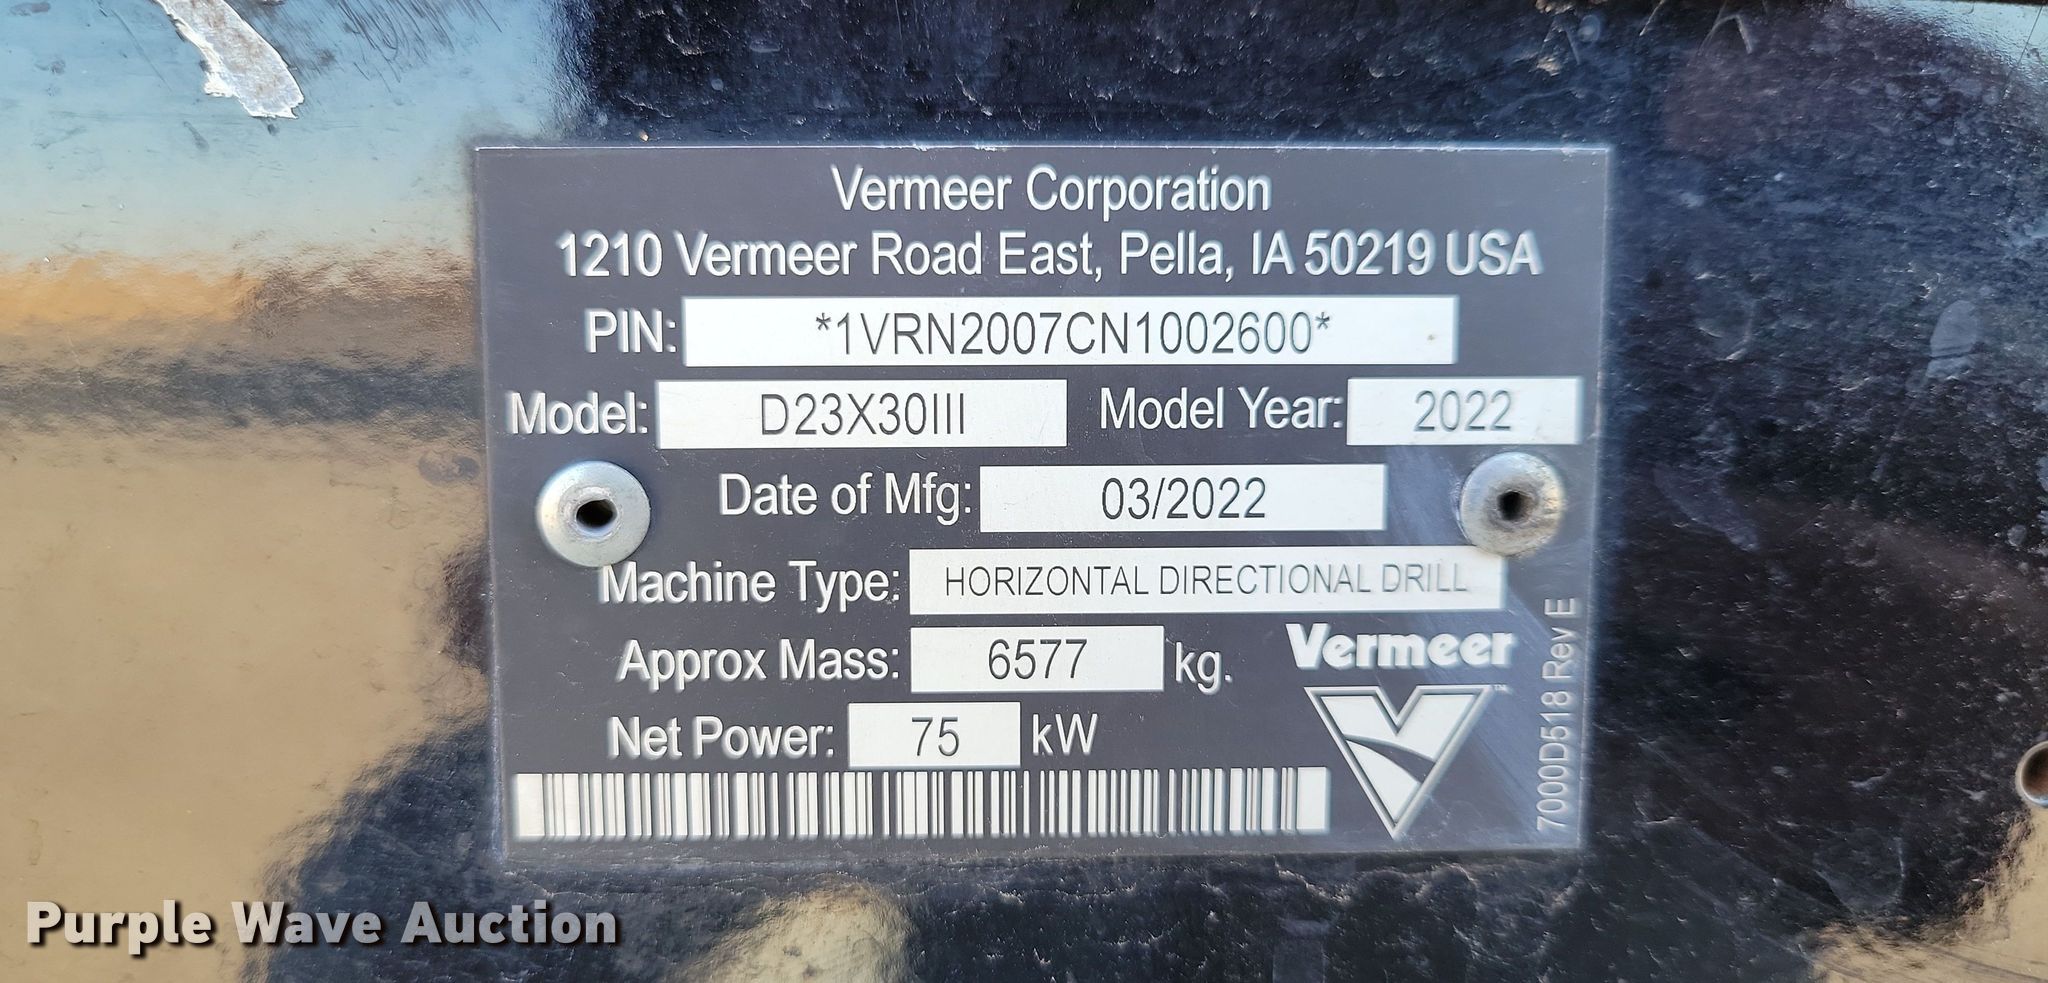 Vermeer Corporation
1210 Vermeer Road East, Pella, IA 50219 USA
PIN: *1VRN2007CN1002600*
Model: D23X30III Model Year: 2022
Date of Mfg: 03/2022
Machine Type: HORIZONTAL DIRECTIONAL DRILL
Approx Mass: 6577 kg.
Net Power: 75 kW
Vermeer
™
7000D518 Rev E
Purple Wave Auction